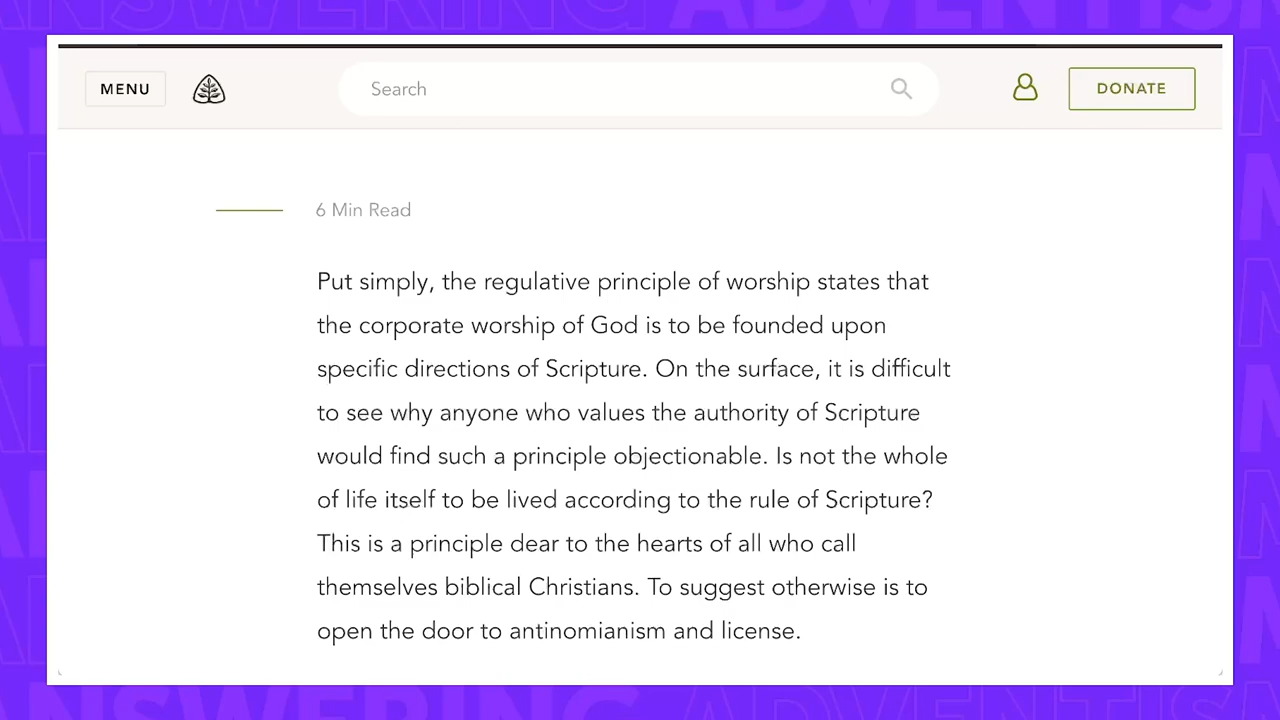 ANSWERING ADVENTISM
MENU
Search
DONATE
6 Min Read
Put simply, the regulative principle of worship states that
the corporate worship of God is to be founded upon
specific directions of Scripture. On the surface, it is difficult
to see why anyone who values the authority of Scripture
would find such a principle objectionable. Is not the whole
of life itself to be lived according to the rule of Scripture?
This is a principle dear to the hearts of all who call
themselves biblical Christians. To suggest otherwise is to
open the door to antinomianism and license.
ANSWERING ADVENTISM